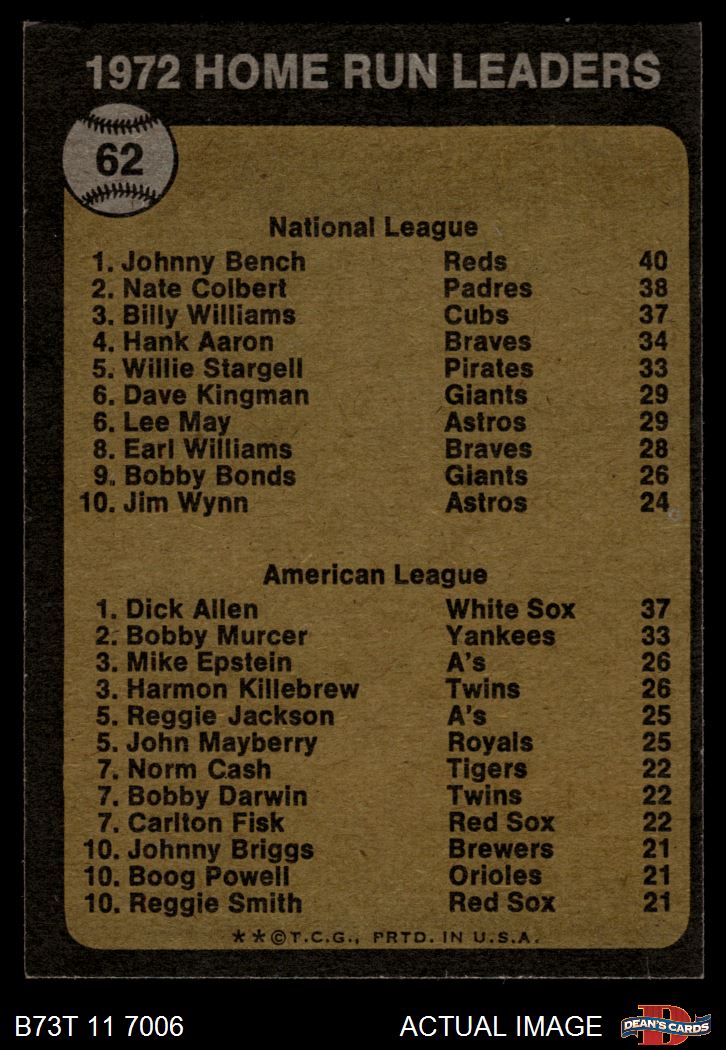 1972 HOME RUN LEADERS
62
National League
1. Johnny Bench Reds 40
2. Nate Colbert Padres 38
3. Billy Williams Cubs 37
4. Hank Aaron Braves 34
5. Willie Stargell Pirates 33
6. Dave Kingman Giants 29
6. Lee May Astros 29
8. Earl Williams Braves 28
9. Bobby Bonds Giants 26
10. Jim Wynn Astros 24
American League
1. Dick Allen White Sox 37
2. Bobby Murcer Yankees 33
3. Mike Epstein A's 26
3. Harmon Killebrew Twins 26
5. Reggie Jackson A's 25
5. John Mayberry Royals 25
7. Norm Cash Tigers 22
7. Bobby Darwin Twins 22
7. Carlton Fisk Red Sox 22
10. Johnny Briggs Brewers 21
10. Boog Powell Orioles 21
10. Reggie Smith Red Sox 21
**©T.C.G., PRTD. IN U.S.A.
B73T 11 7006 ACTUAL IMAGE D DEAN'S CARDS